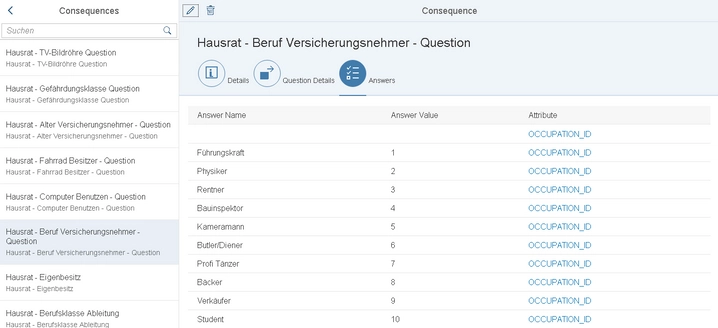 Consequences
Suchen
Hausrat - TV-Bildröhre Question
Hausrat - TV-Bildröhre Question
Hausrat - Gefährdungsklasse Question
Hausrat - Gefährdungsklasse Question
Hausrat - Alter Versicherungsnehmer - Question
Hausrat - Alter Versicherungsnehmer - Question
Hausrat - Fahrrad Besitzer - Question
Hausrat - Fahrrad Besitzer - Question
Hausrat - Computer Benutzen - Question
Hausrat - Computer Benutzen - Question
Hausrat - Beruf Versicherungsnehmer -
Question
Hausrat - Beruf Versicherungsnehmer - Question
Hausrat - Eigenbesitz
Hausrat - Eigenbesitz
Hausrat - Berufsklasse Ableitung
Hausrat - Berufsklasse Ableitung
Consequence
Hausrat - Beruf Versicherungsnehmer - Question
Details Question Details Answers
Answer Name Answer Value Attribute
OCCUPATION_ID
Führungskraft 1 OCCUPATION_ID
Physiker 2 OCCUPATION_ID
Rentner 3 OCCUPATION_ID
Bauinspektor 4 OCCUPATION_ID
Kameramann 5 OCCUPATION_ID
Butler/Diener 6 OCCUPATION_ID
Profi Tänzer 7 OCCUPATION_ID
Bäcker 8 OCCUPATION_ID
Verkäufer 9 OCCUPATION_ID
Student 10 OCCUPATION_ID